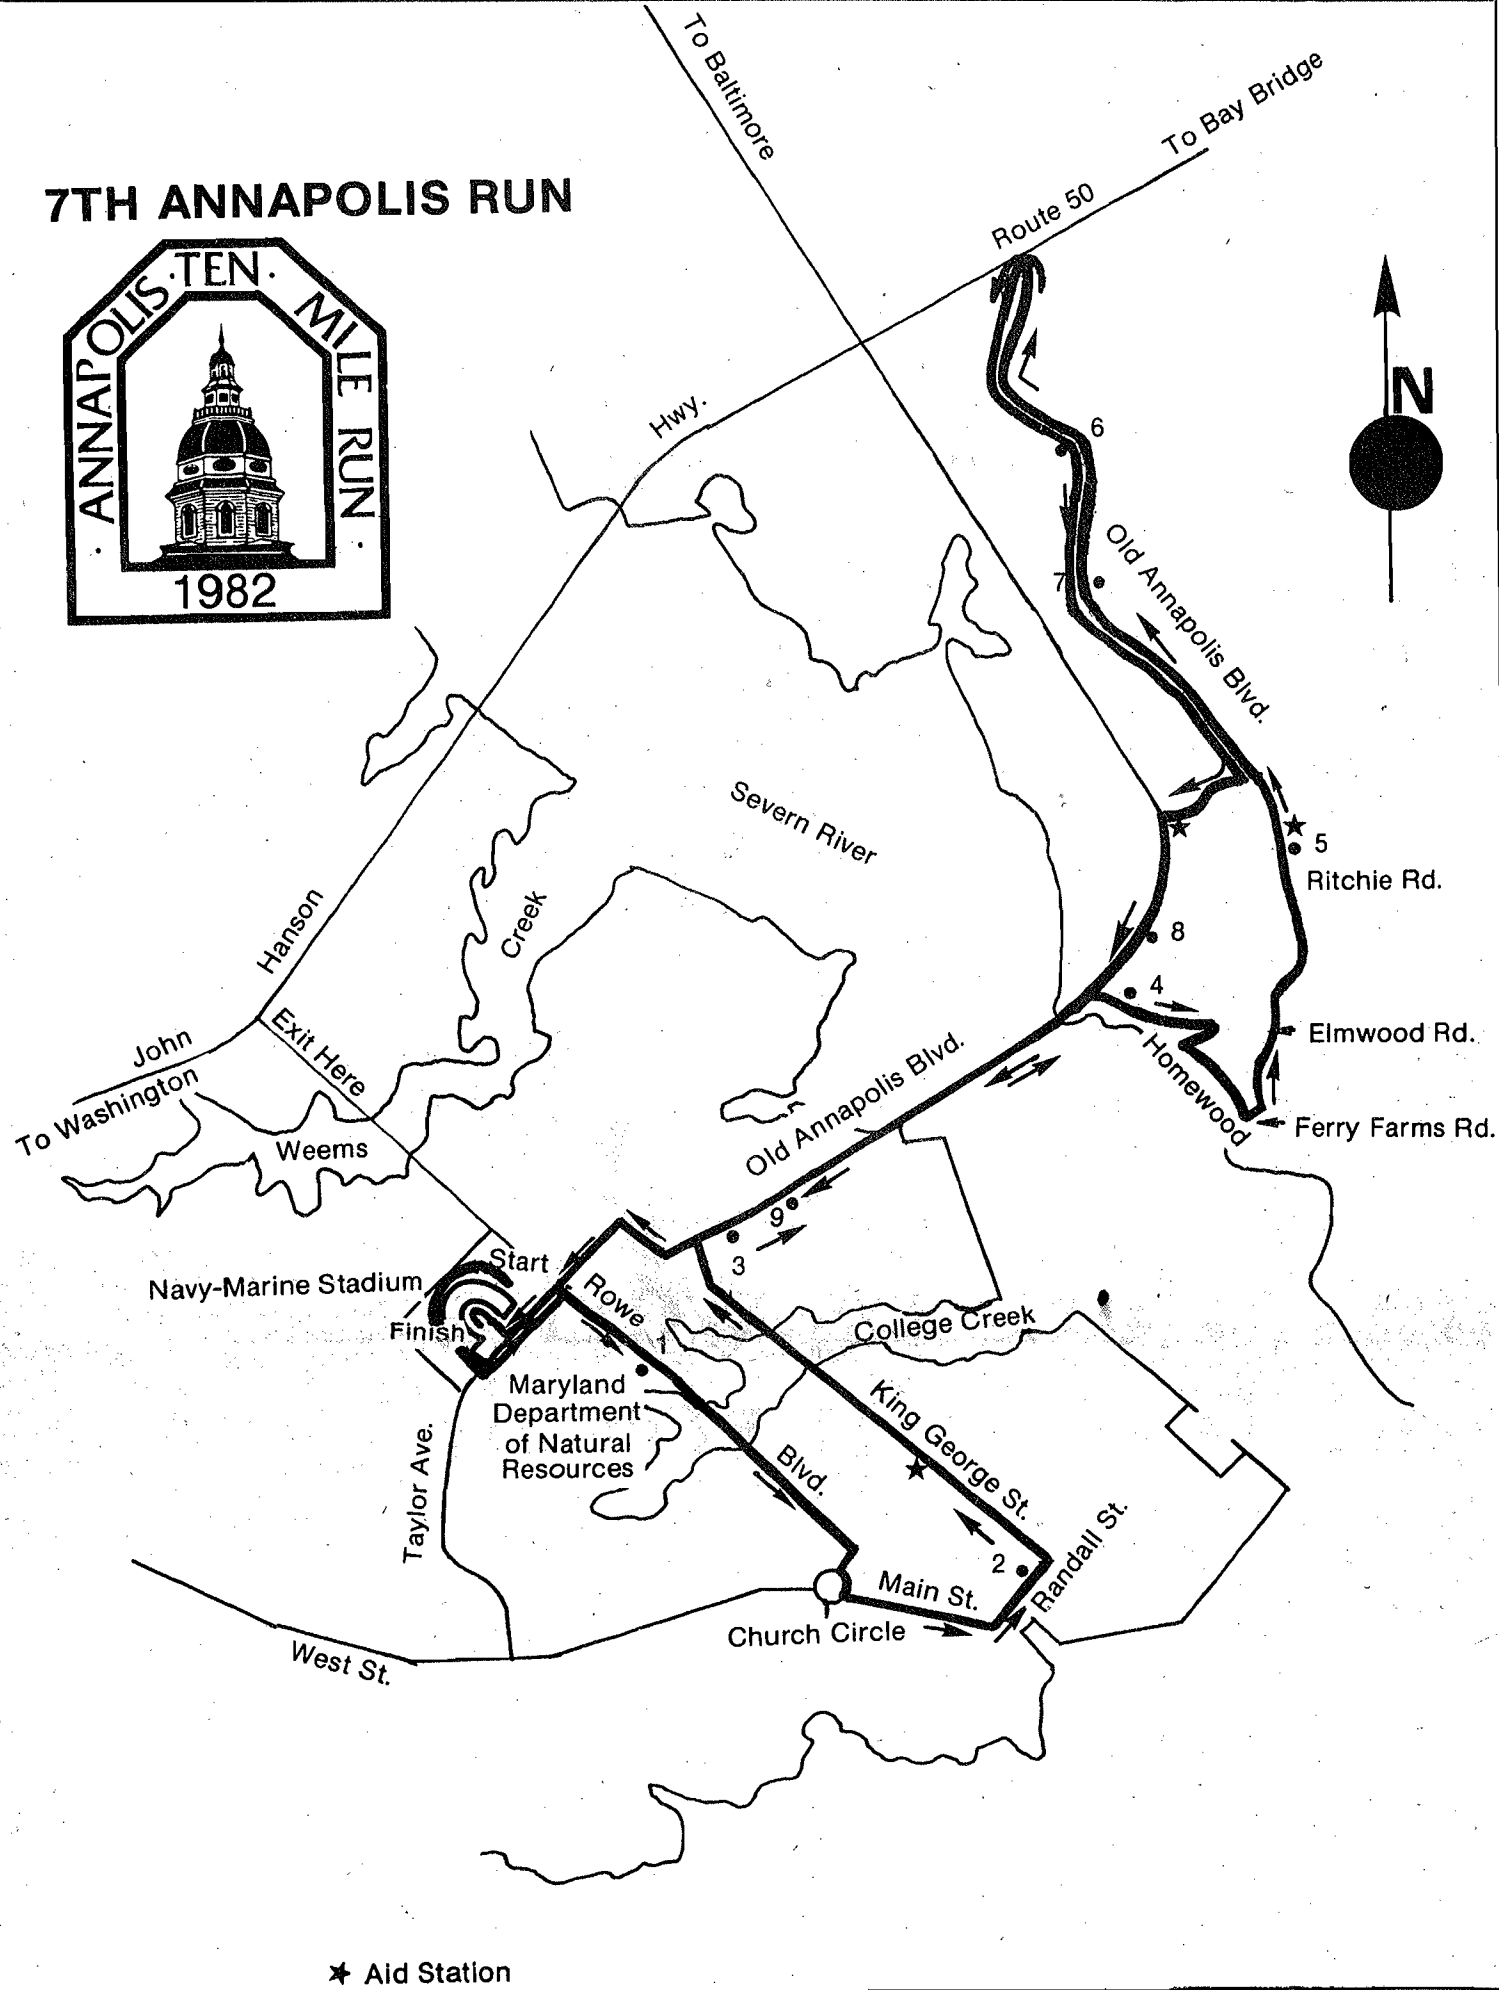 To Baltimore
To Bay Bridge
Route 50
7TH ANNAPOLIS RUN
ANNAPOLIS · TEN · MILE RUN
1982
N
Hwy.
6
Old Annapolis Blvd.
7
Severn River
5
Ritchie Rd.
Hanson
Creek
8
4
John
Exit Here
Elmwood Rd.
To Washington
Old Annapolis Blvd.
Homewood
Ferry Farms Rd.
Weems
9
3
Start
Navy-Marine Stadium
Rowe
Finish
College Creek
1
Maryland
Department
of Natural
Resources
King George St.
Taylor Ave.
Blvd.
Randall St.
2
Main St.
Church Circle
West St.
★ Aid Station